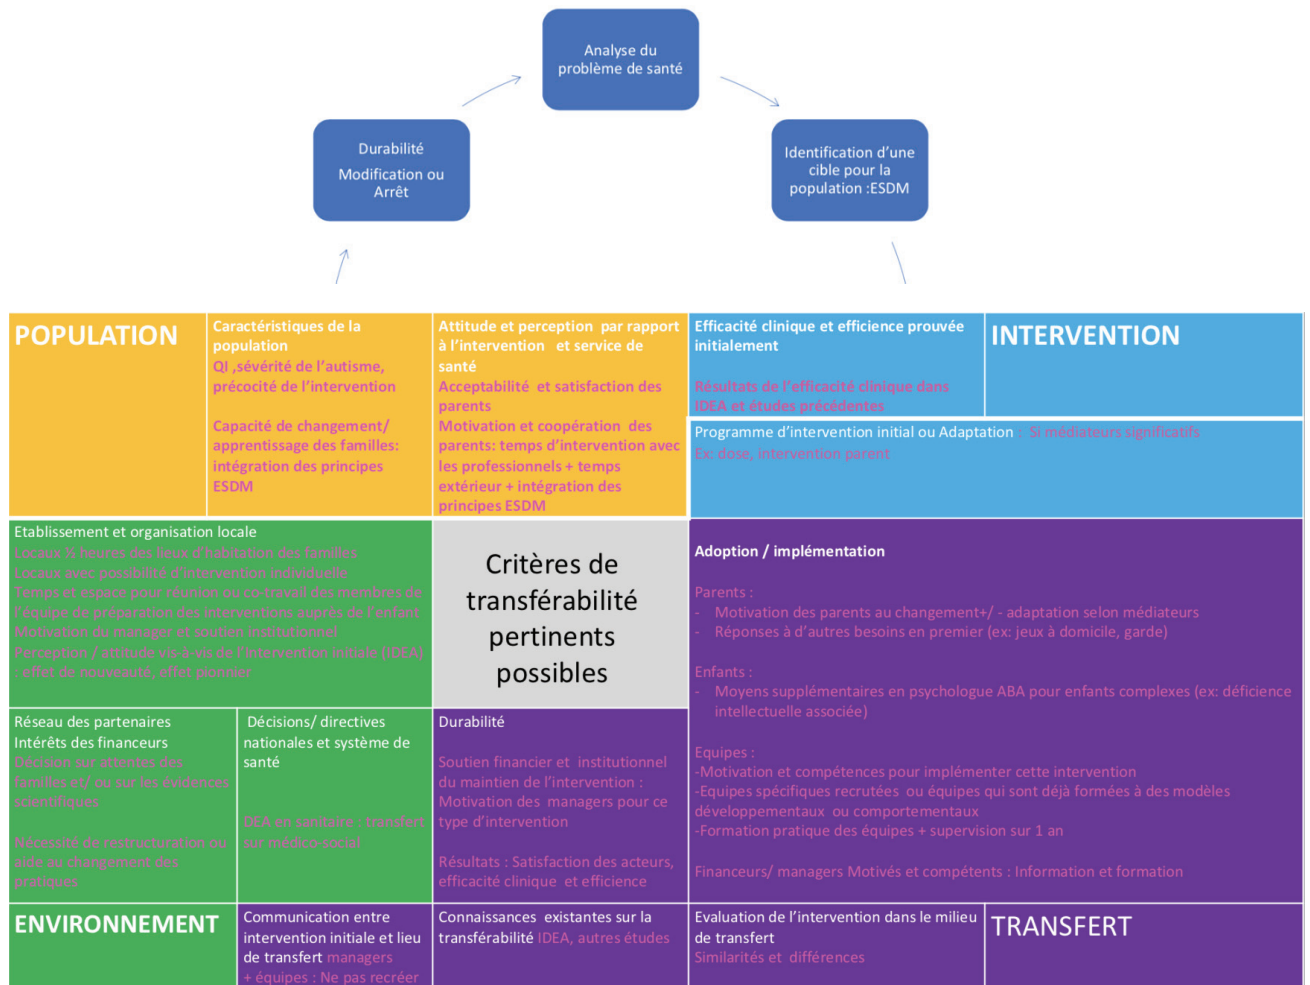 Analyse du
problème de santé
Durabilité
Modification ou
Arrêt
Identification d’une
cible pour la
population :ESDM
POPULATION
Caractéristiques de la
population
QI ,sévérité de l’autisme,
précocité de l’intervention
Capacité de changement/
apprentissage des familles:
intégration des principes
ESDM
Attitude et perception par rapport
à l’intervention et service de
santé
Acceptabilité et satisfaction des
parents
Motivation et coopération des
parents: temps d’intervention avec
les professionnels + temps
extérieur + intégration des
principes ESDM
Efficacité clinique et efficience prouvée
initialement
Résultats de l’efficacité clinique dans
IDEA et études précédentes
INTERVENTION
Programme d’intervention initial ou Adaptation : Si médiateurs significatifs
Ex: dose, intervention parent
Etablissement et organisation locale
Locaux ½ heures des lieux d’habitation des familles
Locaux avec possibilité d’intervention individuelle
Temps et espace pour réunion ou co-travail des membres de
l’équipe de préparation des interventions auprès de l’enfant
Motivation du manager et soutien institutionnel
Perception / attitude vis-à-vis de l’intervention initiale (IDEA)
: effet de nouveauté, effet pionnier
Critères de
transférabilité
pertinents
possibles
Adoption / implémentation
Parents :
- Motivation des parents au changement+/ - adaptation selon médiateurs
- Réponses à d’autres besoins en premier (ex: jeux à domicile, garde)
Enfants :
- Moyens supplémentaires en psychologue ABA pour enfants complexes (ex: déficience
intellectuelle associée)
Equipes :
-Motivation et compétences pour implémenter cette intervention
-Equipes spécifiques recrutées ou équipes qui sont déjà formées à des modèles
développementaux ou comportementaux
-Formation pratique des équipes + supervision sur 1 an
Financeurs/ managers Motivés et compétents : Information et formation
Réseau des partenaires
Intérêts des financeurs
Décision sur attentes des
familles et/ ou sur les évidences
scientifiques
Nécessité de restructuration ou
aide au changement des
pratiques
Décisions/ directives
nationales et système de
santé
IDEA en sanitaire : transfert
sur médico-social
Durabilité
Soutien financier et institutionnel
du maintien de l’intervention :
Motivation des managers pour ce
type d’intervention
Résultats : Satisfaction des acteurs,
efficacité clinique et efficience
ENVIRONNEMENT
Communication entre
intervention initiale et lieu
de transfert managers
+ équipes : Ne pas recréer
Connaissances existantes sur la
transférabilité IDEA, autres études
Evaluation de l’intervention dans le milieu
de transfert
Similarités et différences
TRANSFERT